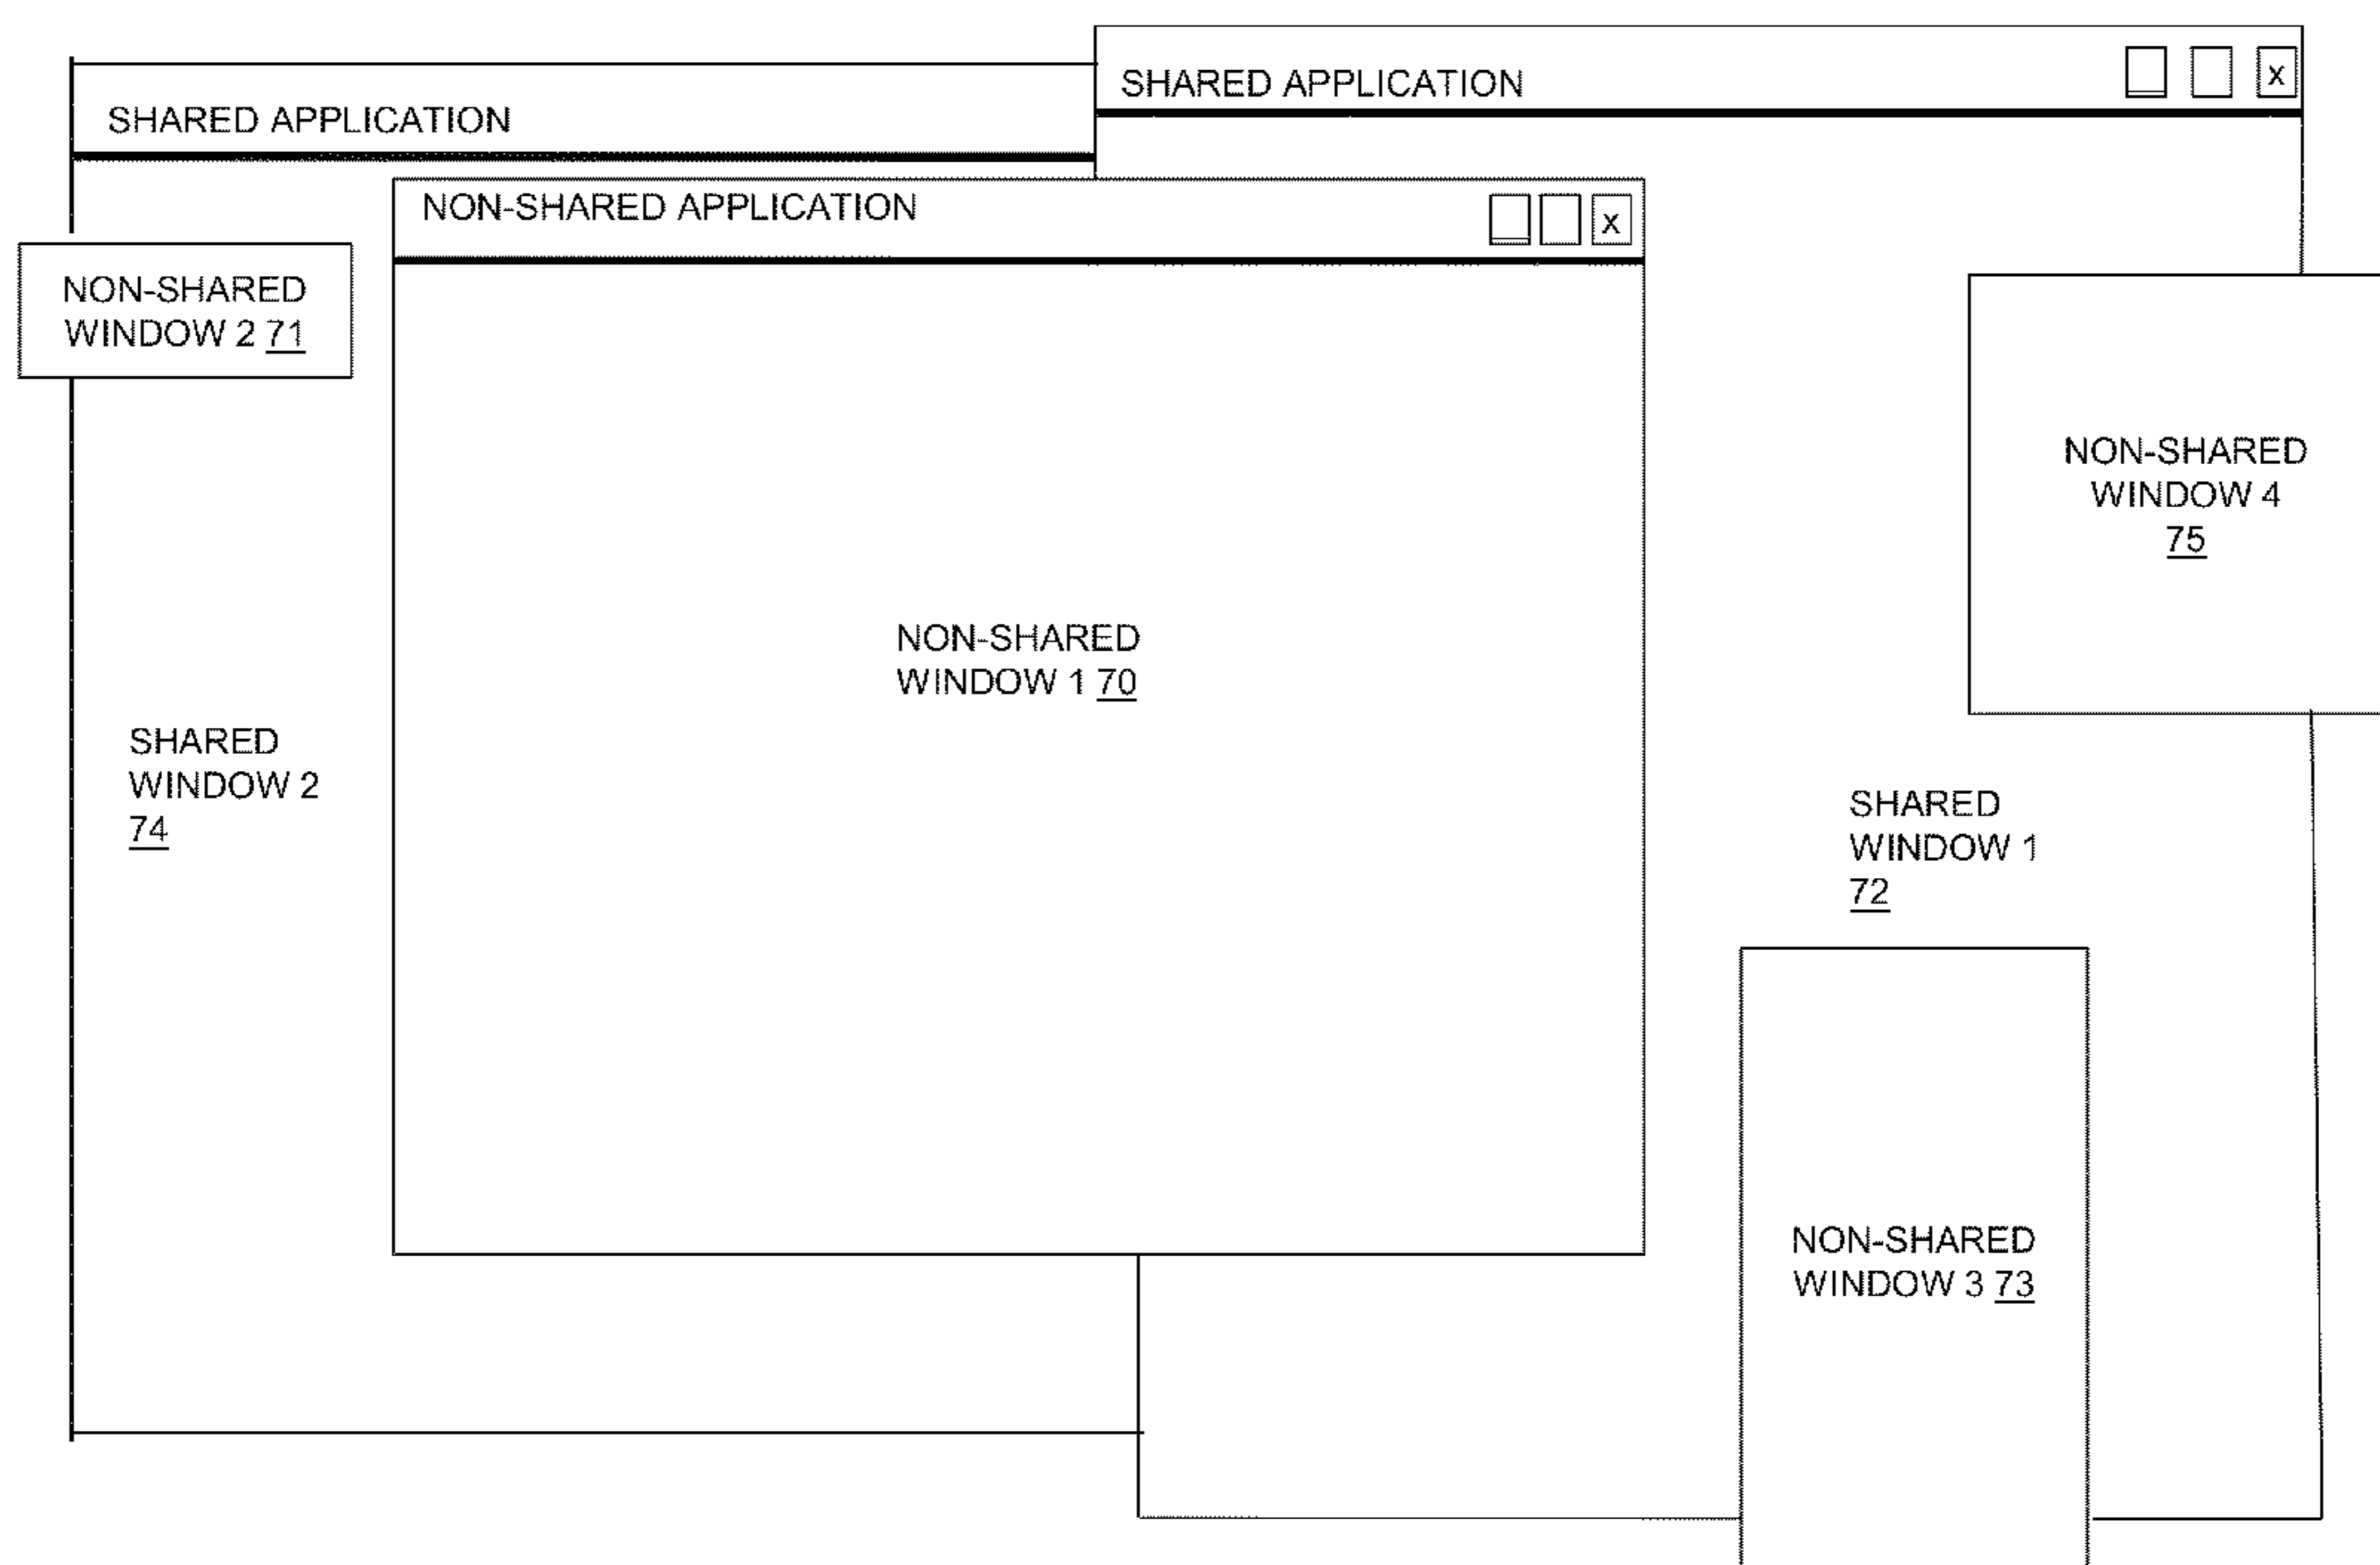 SHARED APPLICATION
X
SHARED APPLICATION
NON-SHARED APPLICATION
X
NON-SHARED
WINDOW 2 71
NON-SHARED
WINDOW 4
75
NON-SHARED
WINDOW 1 70
SHARED
WINDOW 2
74
SHARED
WINDOW 1
72
NON-SHARED
WINDOW 3 73